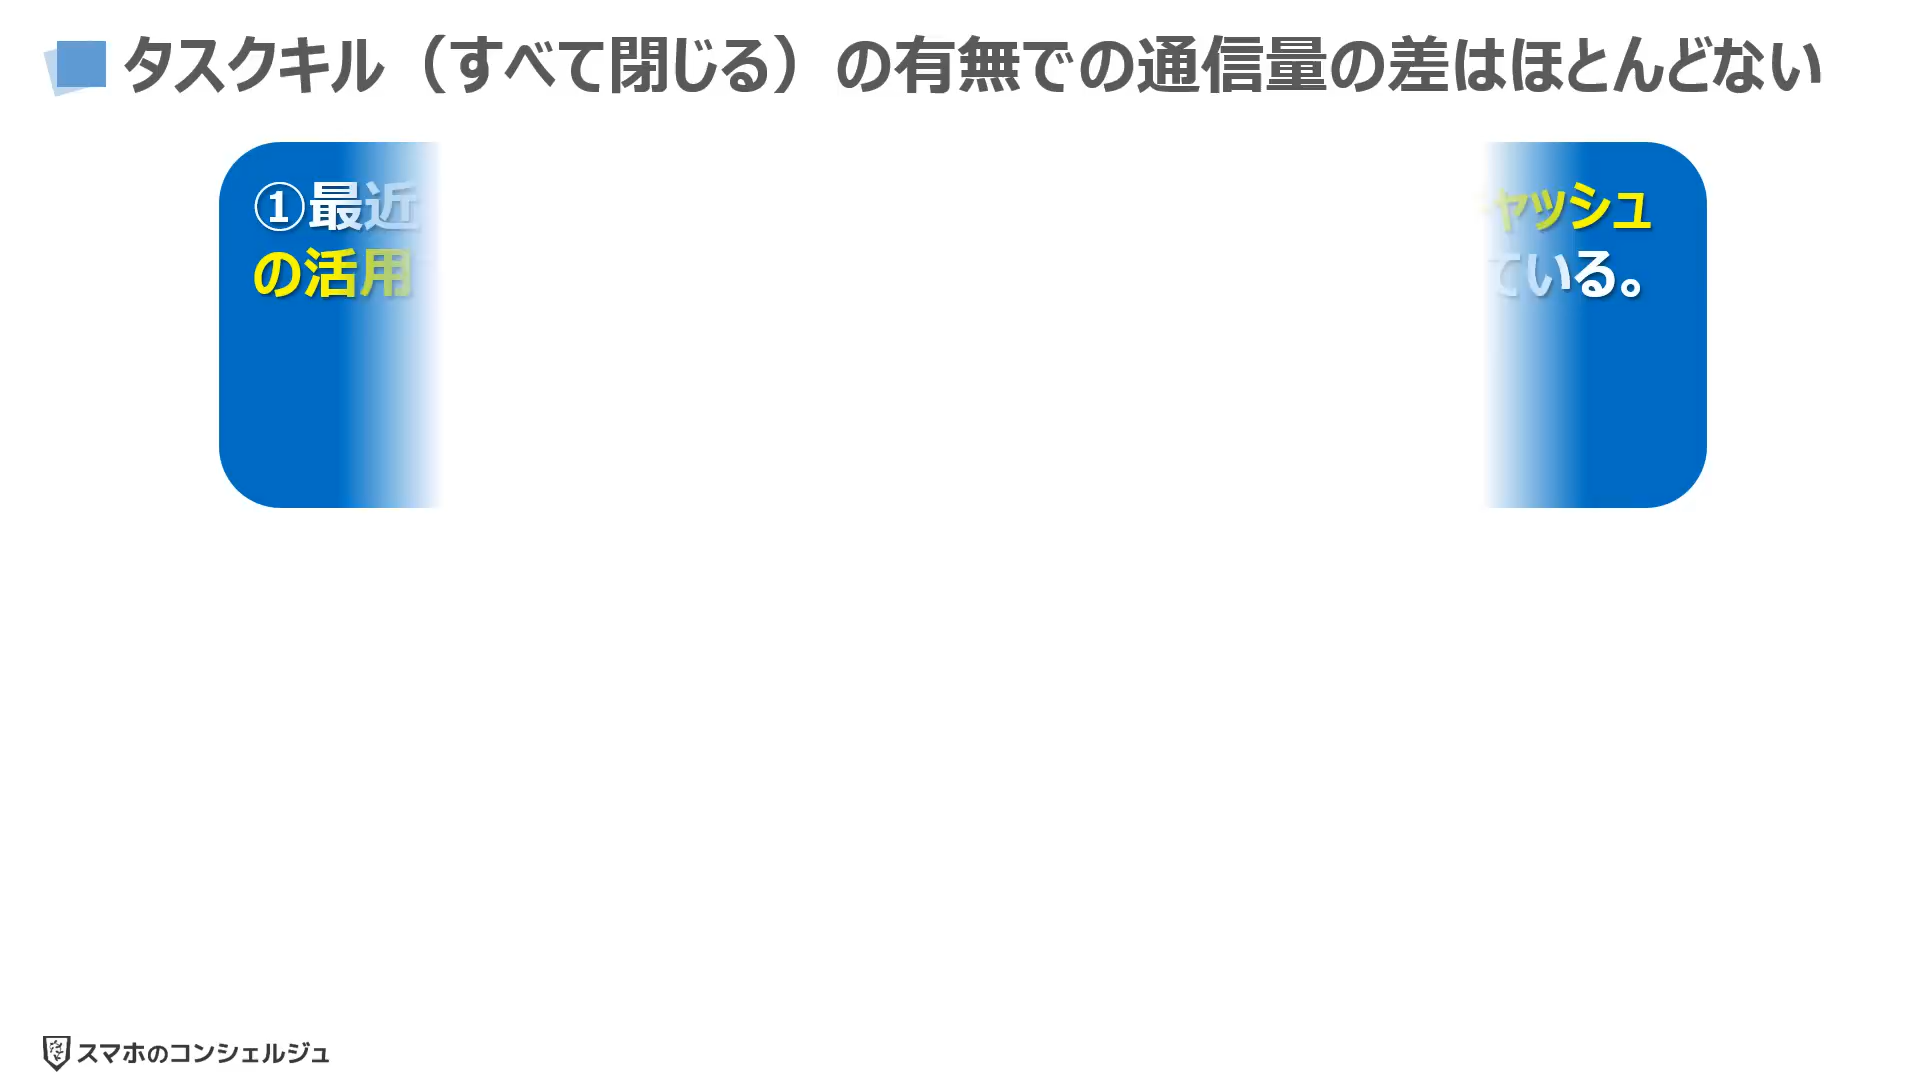 タスクキル（すべて閉じる）の有無での通信量の差はほとんどない
①最近 ャッシュ
の活用 ている。
スマホのコンシェルジュ